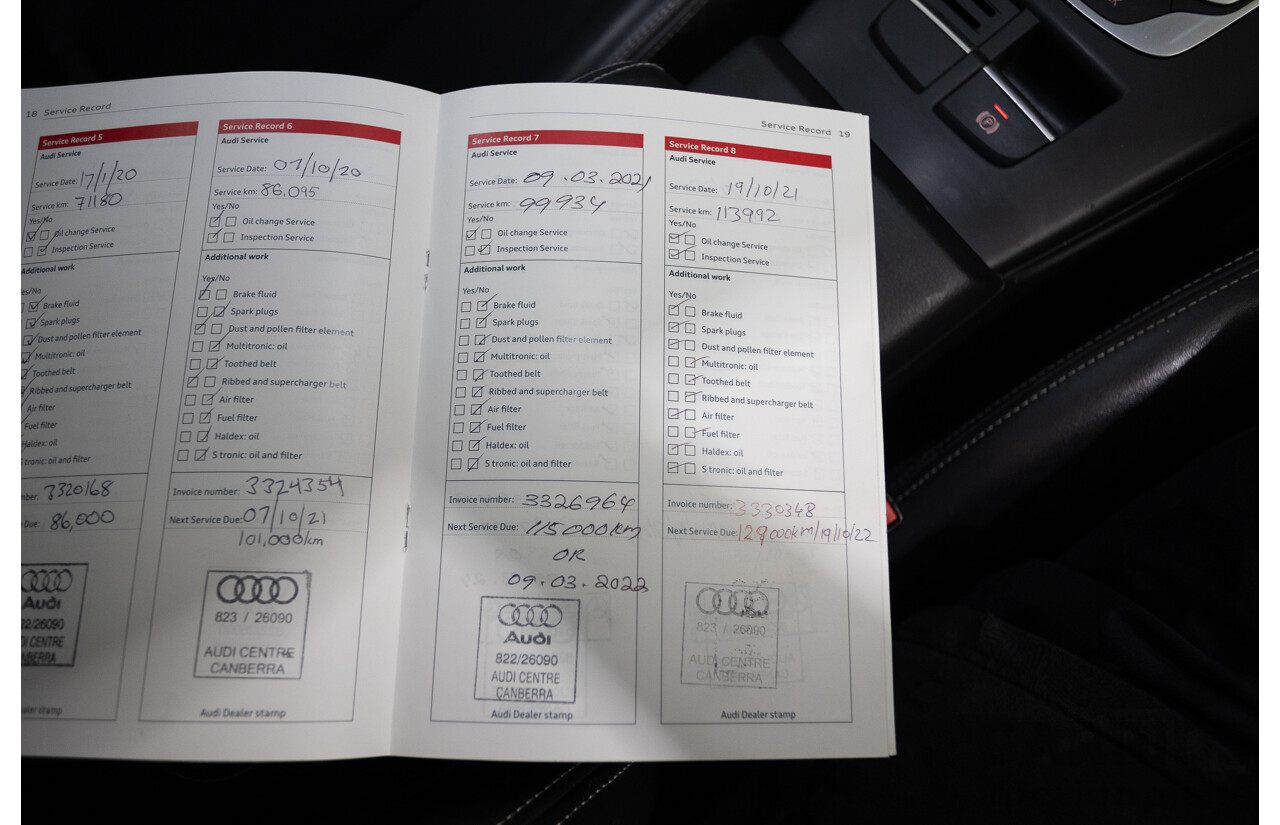 18 Service Record
Service Record 5
Audi Service
Service Date: 17/1/20
Service km: 71180
Yes/No
Oil change Service
Inspection Service
Additional work
Yes/No
Brake fluid
Spark plugs
Dust and pollen filter element
Multitronic: oil
Toothed belt
Ribbed and supercharger belt
Air filter
Fuel filter
Haldex: oil
S tronic: oil and filter
3320168
Due: 86,000
Audi
822/26090
AUDI CENTRE
CANBERRA
Audi Dealer stamp
Service Record 6
Audi Service
Service Date: 07/10/20
Service km: 86,095
Yes/No
Oil change Service
Inspection Service
Additional work
Yes/No
Brake fluid
Spark plugs
Dust and pollen filter element
Multitronic: oil
Toothed belt
Ribbed and supercharger belt
Air filter
Fuel filter
Haldex: oil
S tronic: oil and filter
Invoice number: 3324354
Next Service Due: 07/10/21
101,000km
823 / 26090
AUDI CENTRE
CANBERRA
Audi Dealer stamp
Service Record 19
Service Record 7
Audi Service
Service Date: 09.03.2021
Service km: 99934
Yes/No
Oil change Service
Inspection Service
Additional work
Yes/No
Brake fluid
Spark plugs
Dust and pollen filter element
Multitronic: oil
Toothed belt
Ribbed and supercharger belt
Air filter
Fuel filter
Haldex: oil
S tronic: oil and filter
Invoice number: 3326964
Next Service Due: 115000km
OR
09.03.2022
Audi
822/26090
AUDI CENTRE
CANBERRA
Audi Dealer stamp
Service Record 8
Audi Service
Service Date: 19/10/21
Service km: 113992
Yes/No
Oil change Service
Inspection Service
Additional work
Yes/No
Brake fluid
Spark plugs
Dust and pollen filter element
Multitronic: oil
Toothed belt
Ribbed and supercharger belt
Air filter
Fuel filter
Haldex: oil
S tronic: oil and filter
Invoice number: 3330348
Next Service Due: 129000km/19/10/22
823 / 26090
AUDI CENTRE
CANBERRA
Audi Dealer stamp